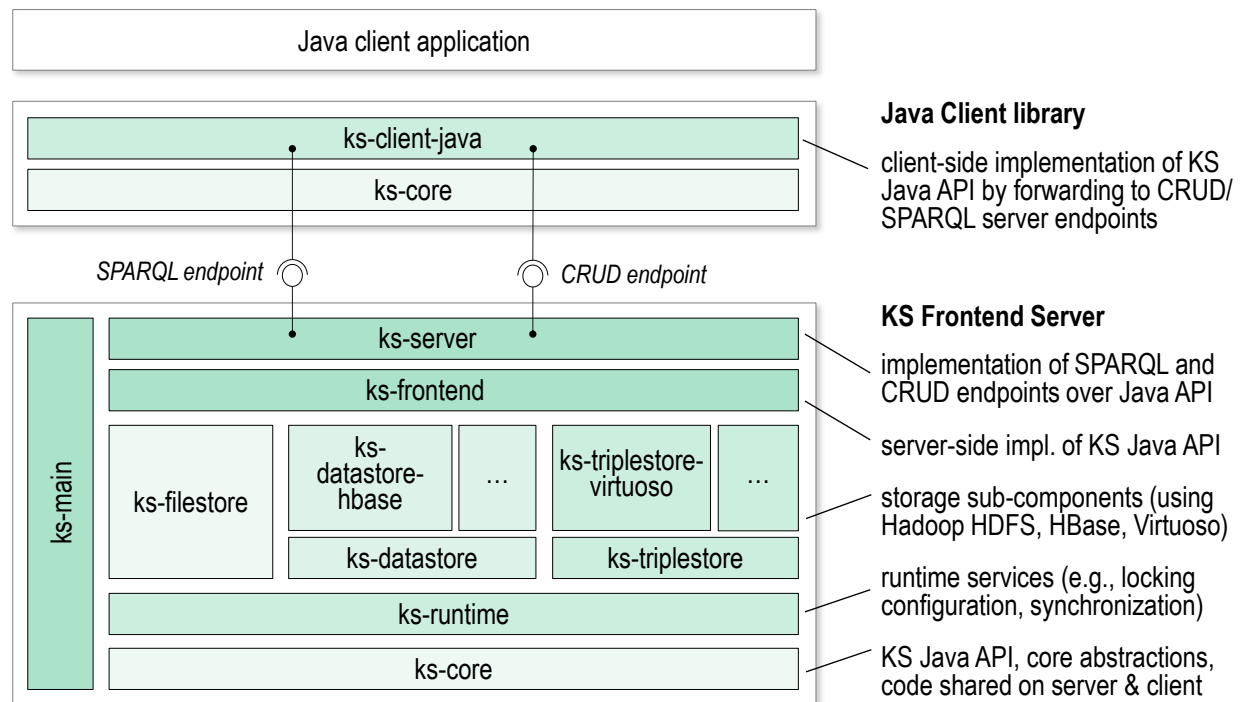 Java client application
ks-client-java
ks-core
Java Client library
client-side implementation of KS
Java API by forwarding to CRUD/
SPARQL server endpoints
SPARQL endpoint
CRUD endpoint
ks-main
ks-server
ks-frontend
ks-filestore
ks-
datastore-
hbase
...
ks-triplestore-
virtuoso
...
ks-datastore
ks-triplestore
ks-runtime
ks-core
KS Frontend Server
implementation of SPARQL and
CRUD endpoints over Java API
server-side impl. of KS Java API
storage sub-components (using
Hadoop HDFS, HBase, Virtuoso)
runtime services (e.g., locking
configuration, synchronization)
KS Java API, core abstractions,
code shared on server & client